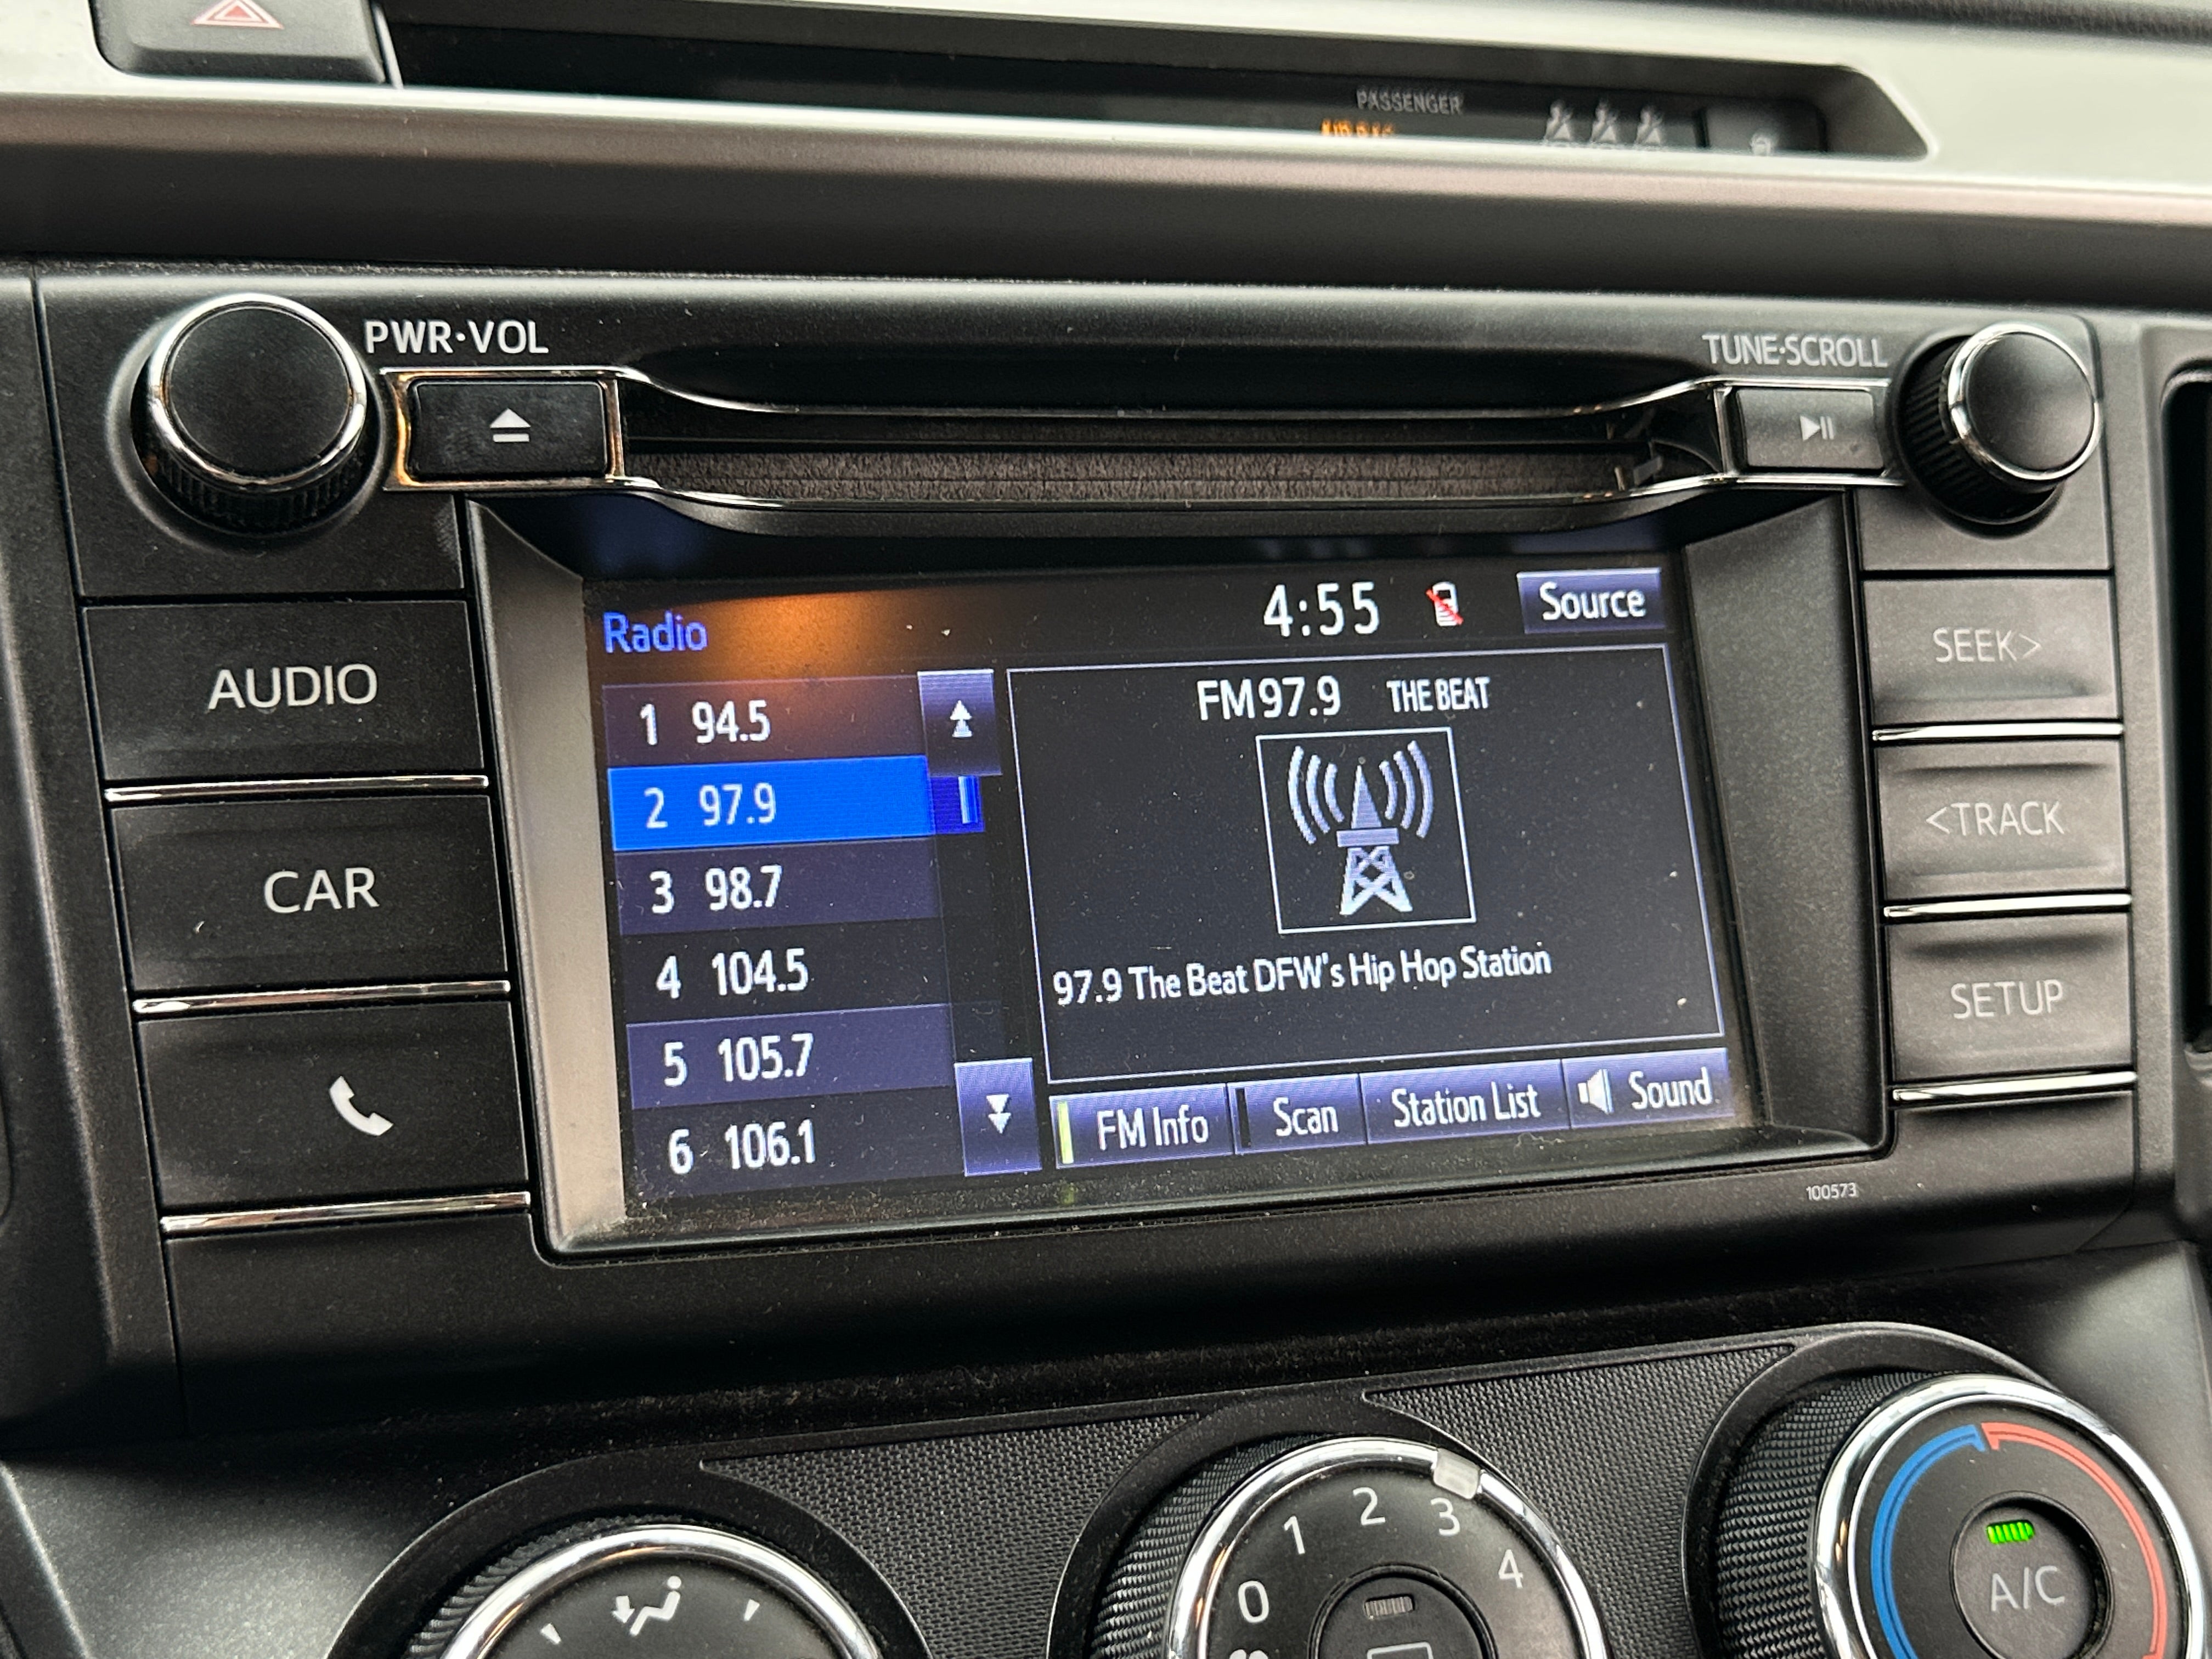 PASSENGER
PWR·VOL
TUNE·SCROLL
AUDIO
CAR
SEEK>
<TRACK
SETUP
Radio
4:55
Source
1 94.5
2 97.9
3 98.7
4 104.5
5 105.7
6 106.1
FM97.9 THE BEAT
97.9 The Beat DFW's Hip Hop Station
FM Info
Scan
Station List
Sound
100573
0 1 2 3 4
A/C